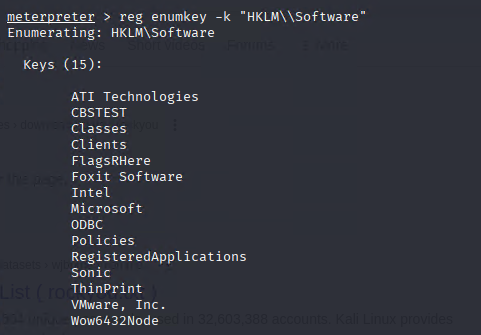 meterpreter > reg enumkey -k "HKLM\\Software"
Enumerating: HKLM\Software
Keys (15):
ATI Technologies
CBSTEST
Classes
Clients
FlagsRHere
Foxit Software
Intel
Microsoft
ODBC
Policies
RegisteredApplications
Sonic
ThinPrint
VMware, Inc.
Wow6432Node